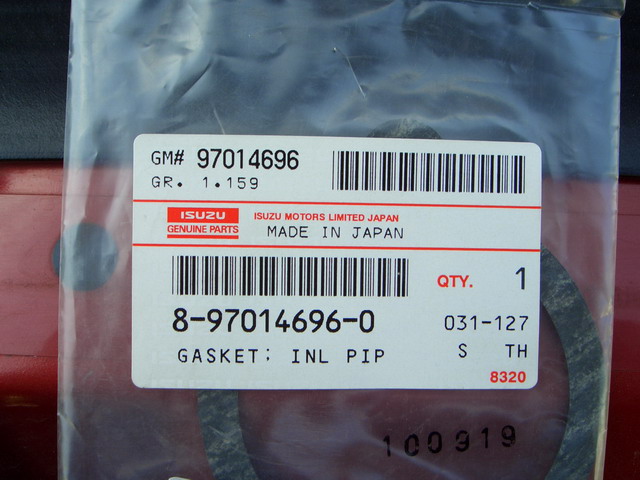 GM# 97014696
GR. 1.159
ISUZU
GENUINE PARTS
ISUZU MOTORS LIMITED JAPAN
MADE IN JAPAN
QTY. 1
8-97014696-0
031-127
GASKET; INL PIP
S TH
8320
100919